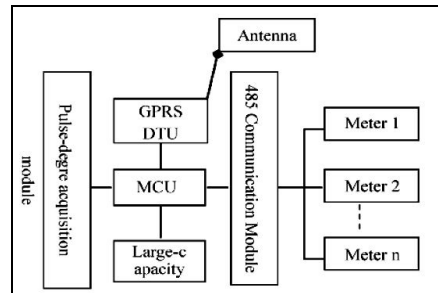 Antenna
Pulse-degre acquisition
module
GPRS
DTU
485 Communication Module
Meter 1
MCU
Meter 2
Large-c
apacity
Meter n